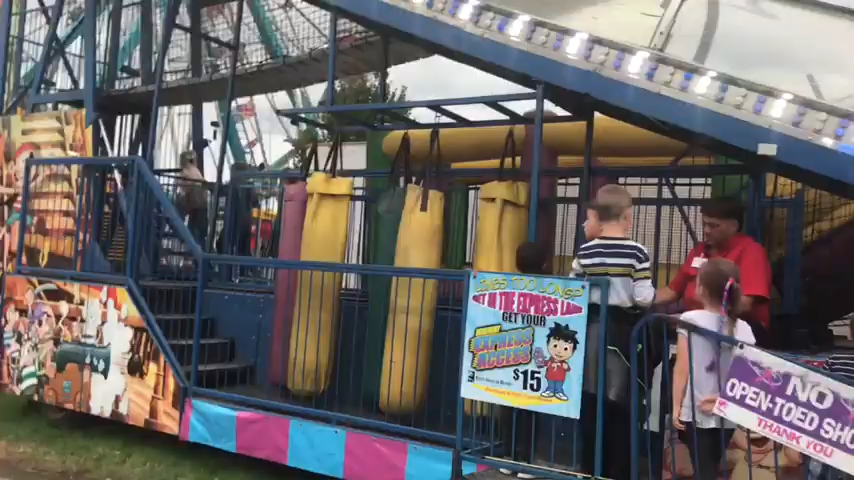 LINES TOO LONG?
GET IN THE EXPRESS LANE
GET YOUR
EXPRESS
ACCESS
$15
NO
OPEN-TOED SHO
THANK YOU